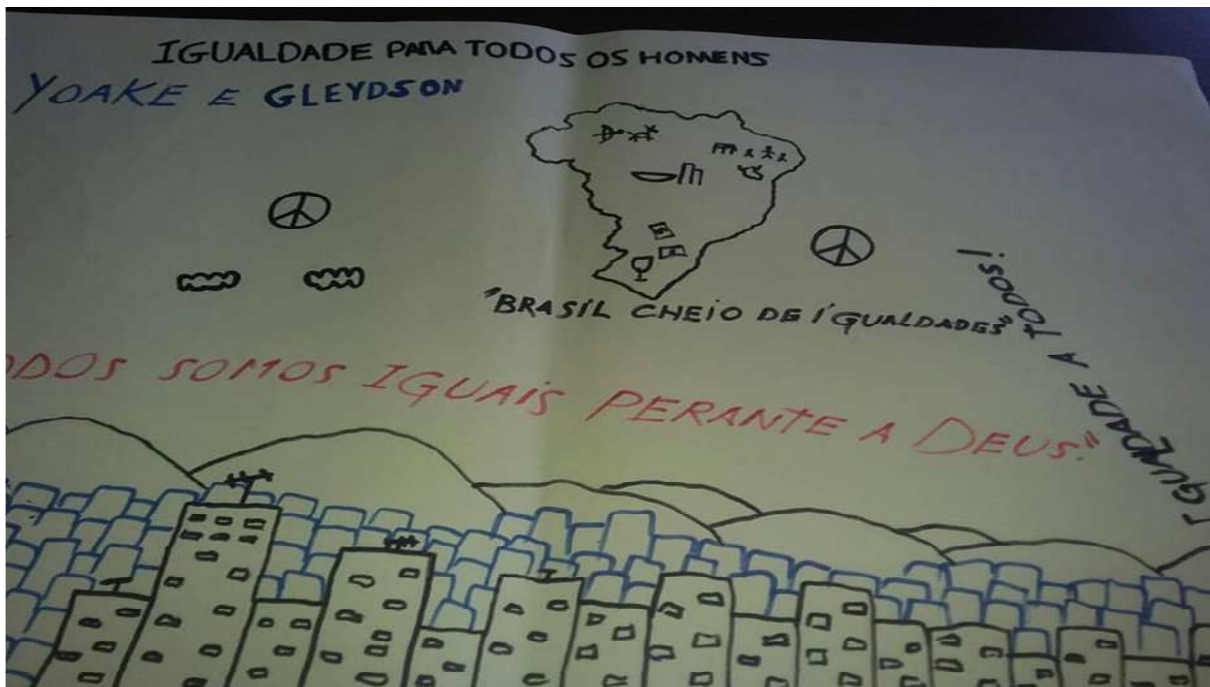 IGUALDADE PARA TODOS OS HOMENS
YOAKE E GLEYDSON
"BRASIL CHEIO DE IGUALDADES"
IGUALDADE A TODOS!
ODOS SOMOS IGUAIS PERANTE A DEUS."